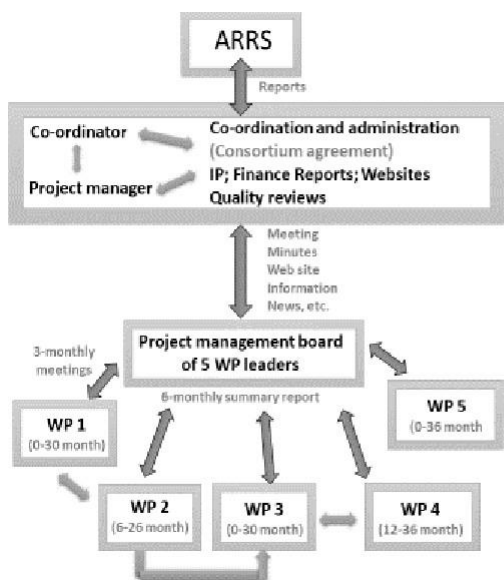 ARRS
Reports
Co-ordinator
Project manager
Co-ordination and administration
(Consortium agreement)
IP; Finance Reports; Websites
Quality reviews
Meeting
Minutes
Web site
Information
News, etc.
Project management board
of 5 WP leaders
3-monthly
meetings
6-monthly summary report
WP 1
(0-30 month)
WP 5
(0-36 month
WP 2
(6-26 month)
WP 3
(0-30 month)
WP 4
(12-36 month)